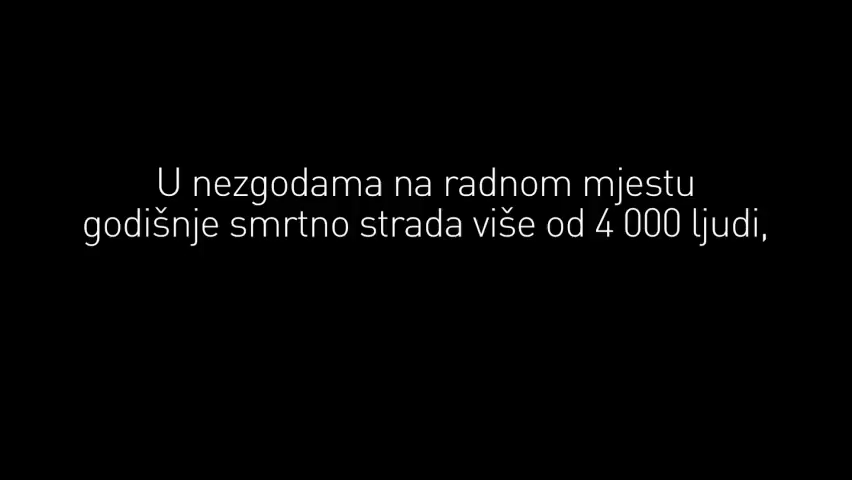 U nezgodama na radnom mjestu
godišnje smrtno strada više od 4 000 ljudi,